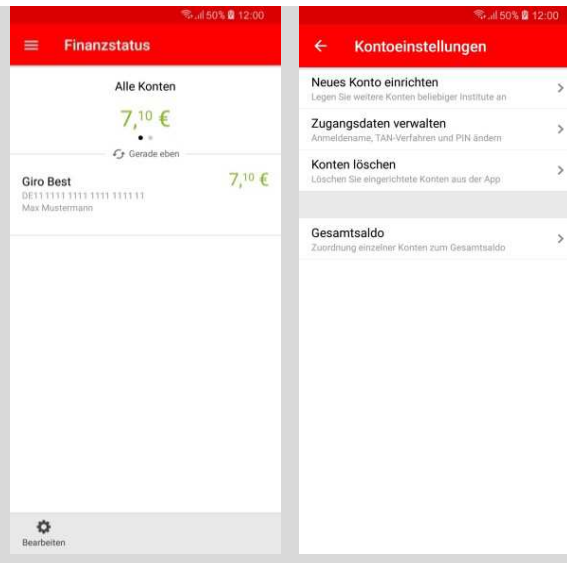 50% 12:00
Finanzstatus
Alle Konten
7,10 €
Gerade eben
Giro Best
7,10 €
DE11 1111 1111 1111 1111 11
Max Mustermann
Bearbeiten
50% 12:00
Kontoeinstellungen
Neues Konto einrichten
Legen Sie weitere Konten beliebiger Institute an
Zugangsdaten verwalten
Anmeldename, TAN-Verfahren und PIN ändern
Konten löschen
Löschen Sie eingerichtete Konten aus der App
Gesamtsaldo
Zuordnung einzelner Konten zum Gesamtsaldo